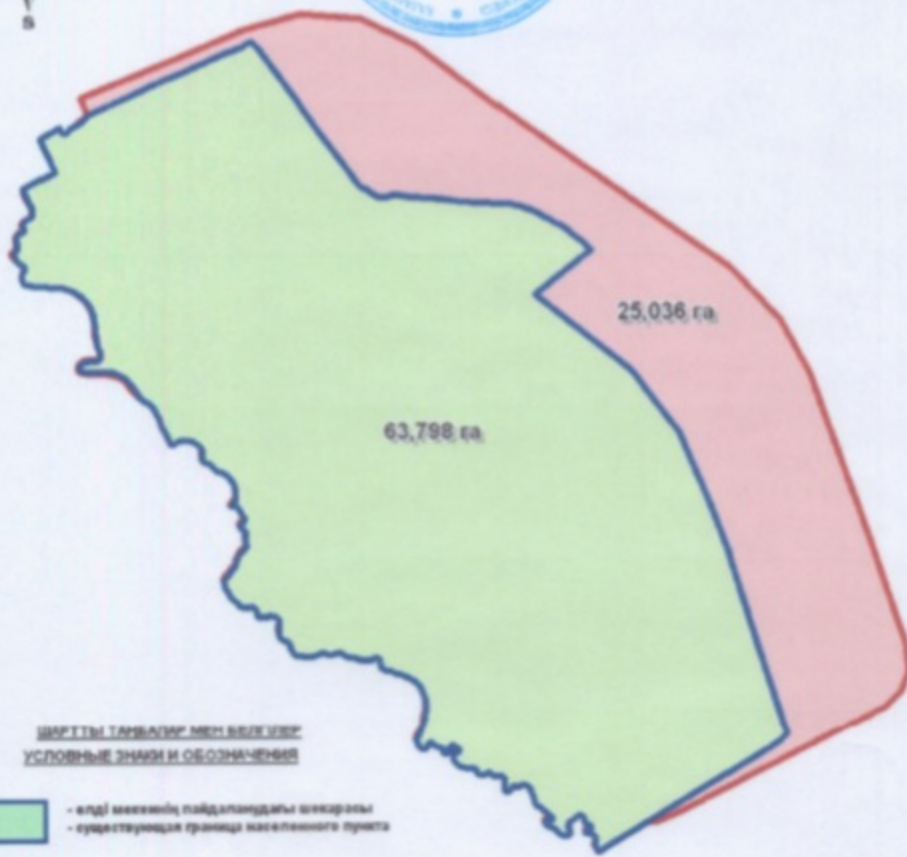 S
25,036 га
63,798 га
ШАРТТЫ ТАҢБАЛАР МЕН БЕЛГІЛЕР
УСЛОВНЫЕ ЗНАКИ И ОБОЗНАЧЕНИЯ
- елді мекеннің пайдаланудағы шекарасы
- существующая граница населенного пункта